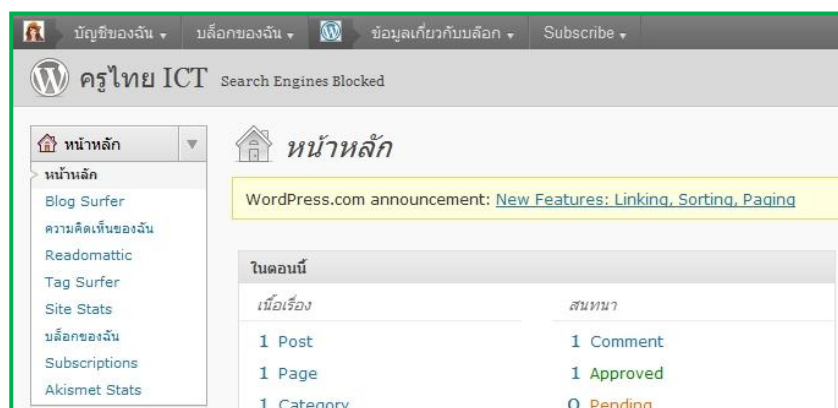 บัญชีของฉัน บล็อกของฉัน ข้อมูลเกี่ยวกับบล๊อก Subscribe
ครูไทย ICT Search Engines Blocked
หน้าหลัก
หน้าหลัก
Blog Surfer
ความคิดเห็นของฉัน
Readomattic
Tag Surfer
Site Stats
บล็อกของฉัน
Subscriptions
Akismet Stats
หน้าหลัก
WordPress.com announcement: New Features: Linking, Sorting, Paging
ในตอนนี้
เนื้อเรื่อง สนทนา
1 Post 1 Comment
1 Page 1 Approved
1 Category 0 Pending